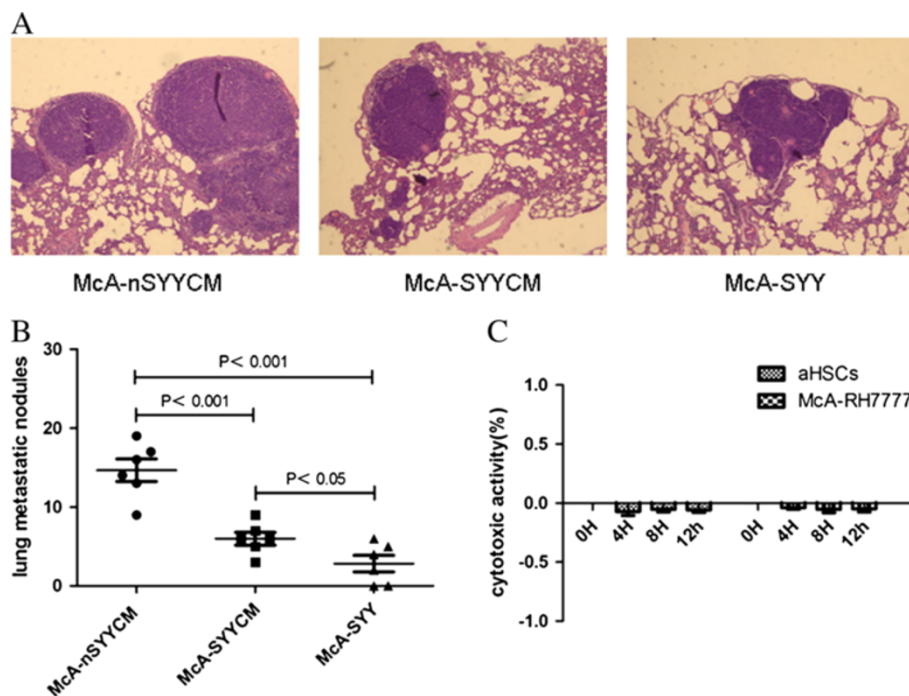 A
McA-nSYYCM
McA-SYYCM
McA-SYY
B
30
20
10
0
lung metastatic nodules
P< 0.001
P< 0.001
P< 0.05
McA-nSYYCM
McA-SYYCM
McA-SYY
C
aHSCs
McA-RH7777
1.0
0.5
0.0
-0.5
-1.0
cytotoxic activity(%)
0H
4H
8H
12h
0H
4H
8H
12h